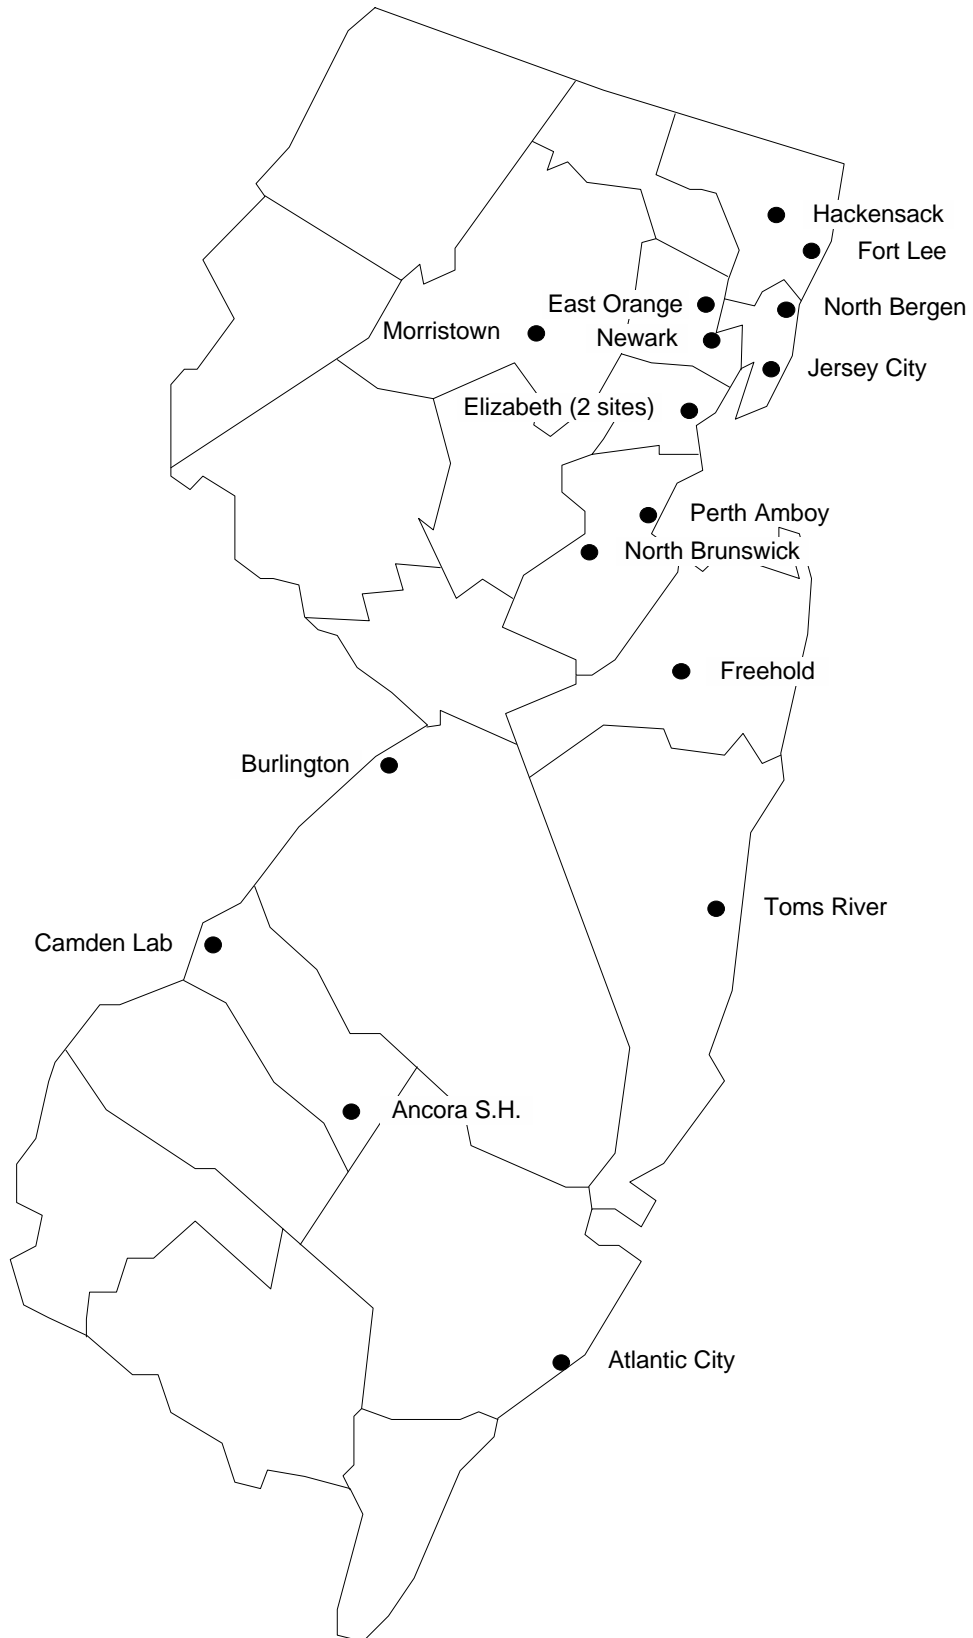 Hackensack
Fort Lee
East Orange
North Bergen
Morristown
Newark
Jersey City
Elizabeth (2 sites)
Perth Amboy
North Brunswick
Freehold
Burlington
Toms River
Camden Lab
Ancora S.H.
Atlantic City